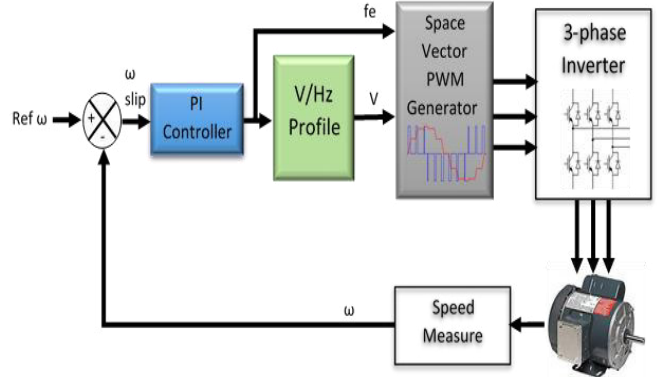 fe
Space
Vector
PWM
Generator
3-phase
Inverter
ω
slip
Ref ω
+
-
PI
Controller
V/Hz
Profile
V
Speed
Measure
ω